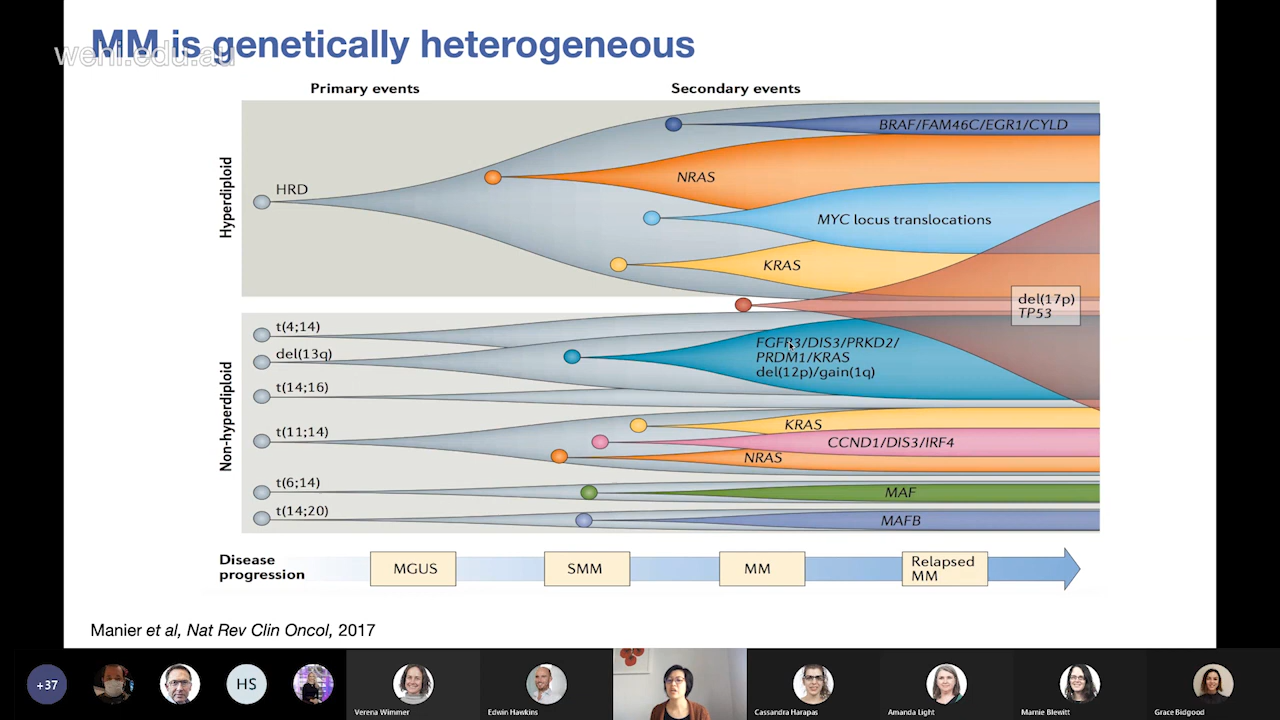 MM is genetically heterogeneous
wehi.edu.au
Primary events
Secondary events
Hyperdiploid
HRD
BRAF/FAM46C/EGR1/CYLD
NRAS
MYC locus translocations
KRAS
del(17p)
TP53
Non-hyperdiploid
t(4;14)
del(13q)
t(14;16)
t(11;14)
t(6;14)
t(14;20)
FGFR3/DIS3/PRKD2/
PRDM1/KRAS
del(12p)/gain(1q)
KRAS
CCND1/DIS3/IRF4
NRAS
MAF
MAFB
Disease
progression
MGUS
SMM
MM
Relapsed
MM
Manier et al, Nat Rev Clin Oncol, 2017
+37
HS
Verena Wimmer
Edwin Hawkins
Cassandra Harapas
Amanda Light
Marnie Blewitt
Grace Bidgood